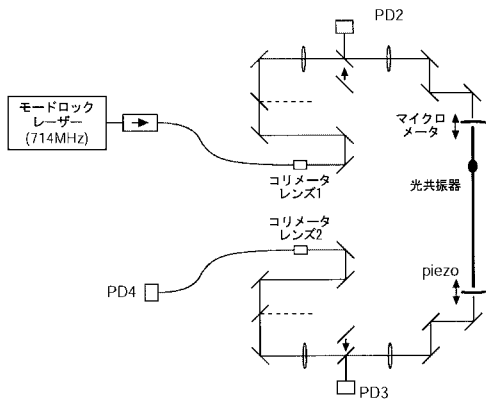 PD2
モードロック
レーザー
(714MHz)
マイクロ
メータ
コリメータ
レンズ1
光共振器
コリメータ
レンズ2
piezo
PD4
PD3